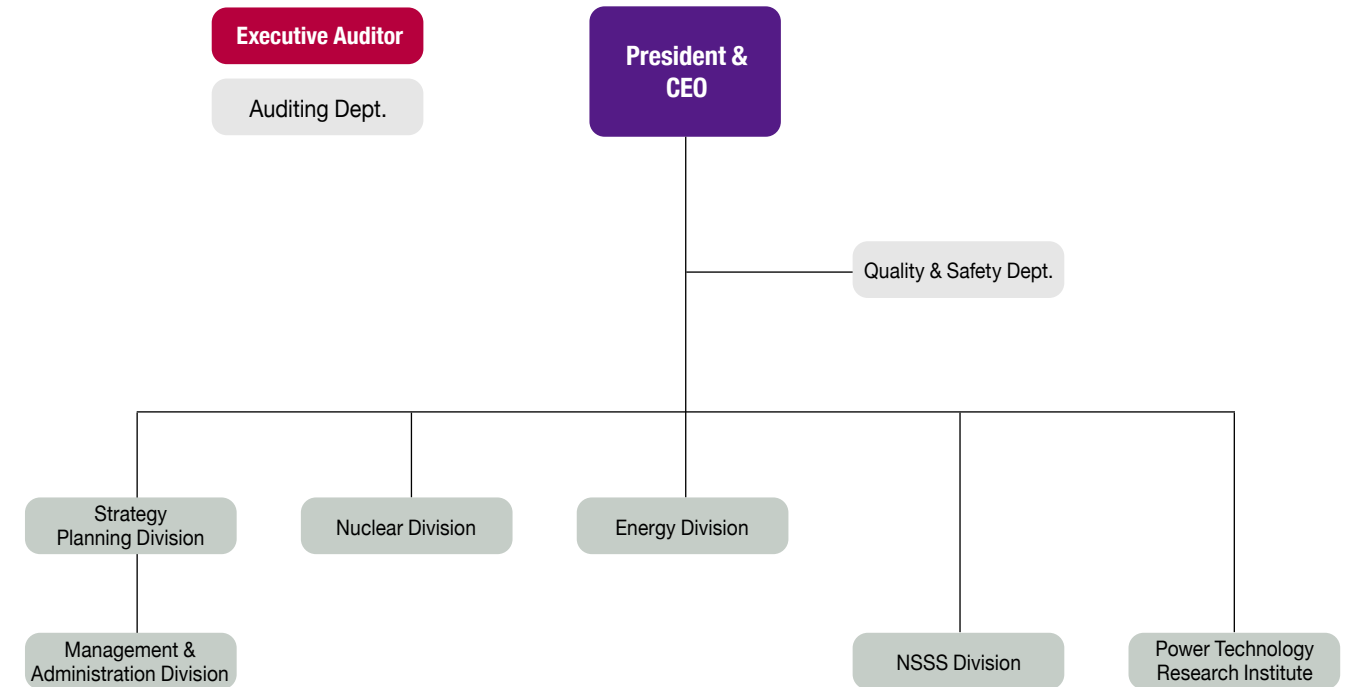 Executive Auditor
Auditing Dept.
President &
CEO
Quality & Safety Dept.
Strategy
Planning Division
Nuclear Division
Energy Division
Management &
Administration Division
NSSS Division
Power Technology
Research Institute